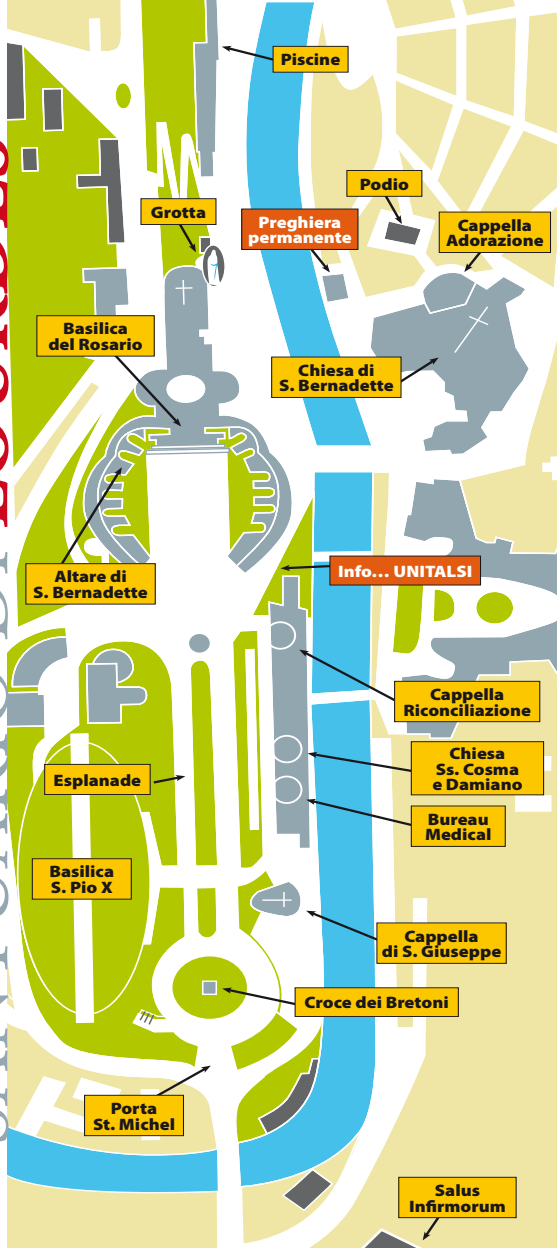 Piscine
Podio
Grotta
Preghiera
permanente
Cappella
Adorazione
Basilica
del Rosario
Chiesa di
S. Bernadette
Altare di
S. Bernadette
Info... UNITALSI
Cappella
Riconciliazione
Esplanade
Chiesa
Ss. Cosma
e Damiano
Bureau
Medical
Basilica
S. Pio X
Cappella
di S. Giuseppe
Croce dei Bretoni
Porta
St. Michel
Salus
Infirmorum